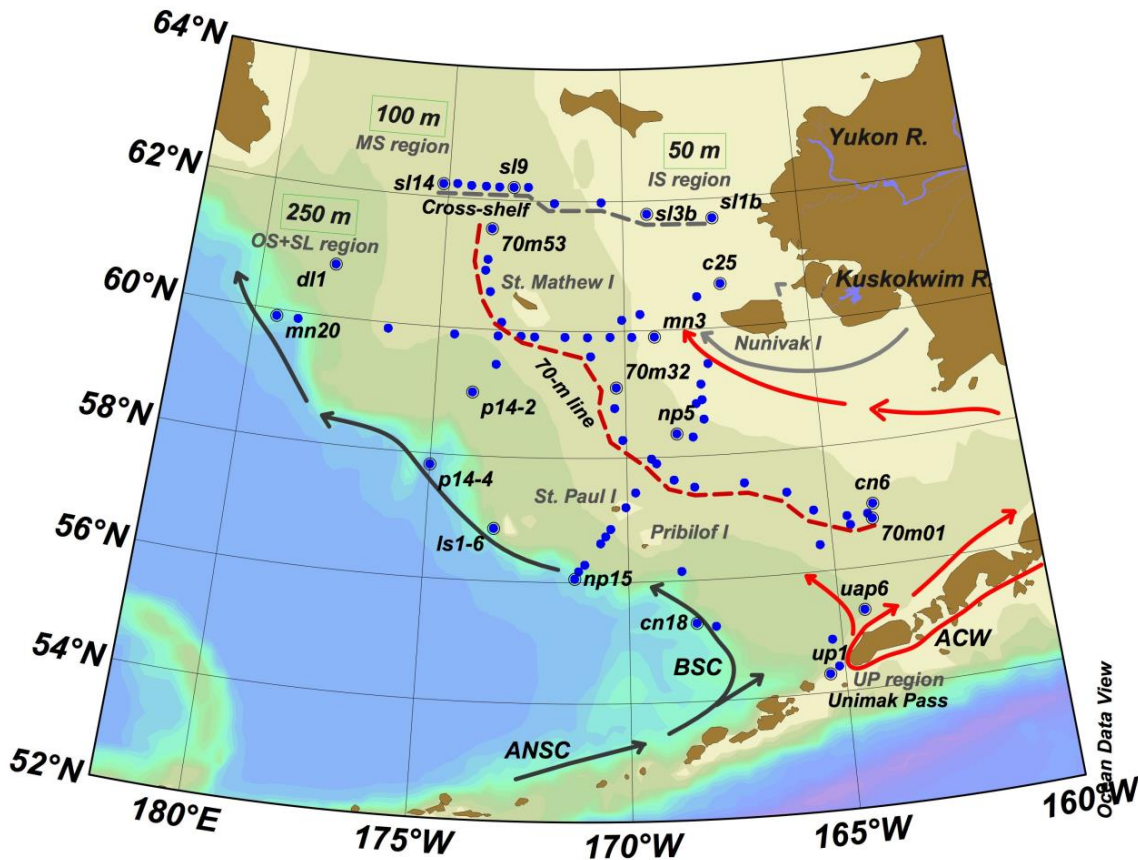 64°N
62°N
60°N
58°N
56°N
54°N
52°N
180°E
175°W
170°W
165°W
160°W
100 m
MS region
50 m
IS region
250 m
OS+SL region
Yukon R.
Kuskokwim R.
sl14
sl9
Cross-shelf
sl3b
sl1b
70m53
dl1
St. Mathew I
c25
mn20
mn3
Nunivak I
70-m line
70m32
p14-2
np5
p14-4
St. Paul I
cn6
ls1-6
Pribilof I
70m01
np15
uap6
cn18
up1
ACW
BSC
UP region
Unimak Pass
ANSC
Ocean Data View